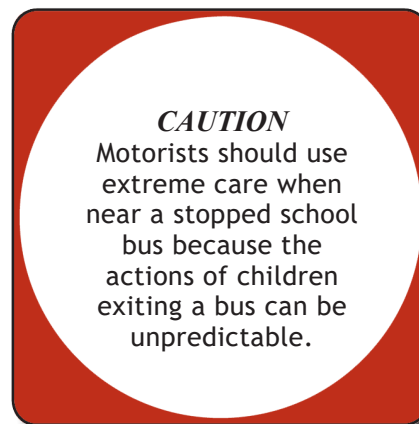 CAUTION
Motorists should use
extreme care when
near a stopped school
bus because the
actions of children
exiting a bus can be
unpredictable.